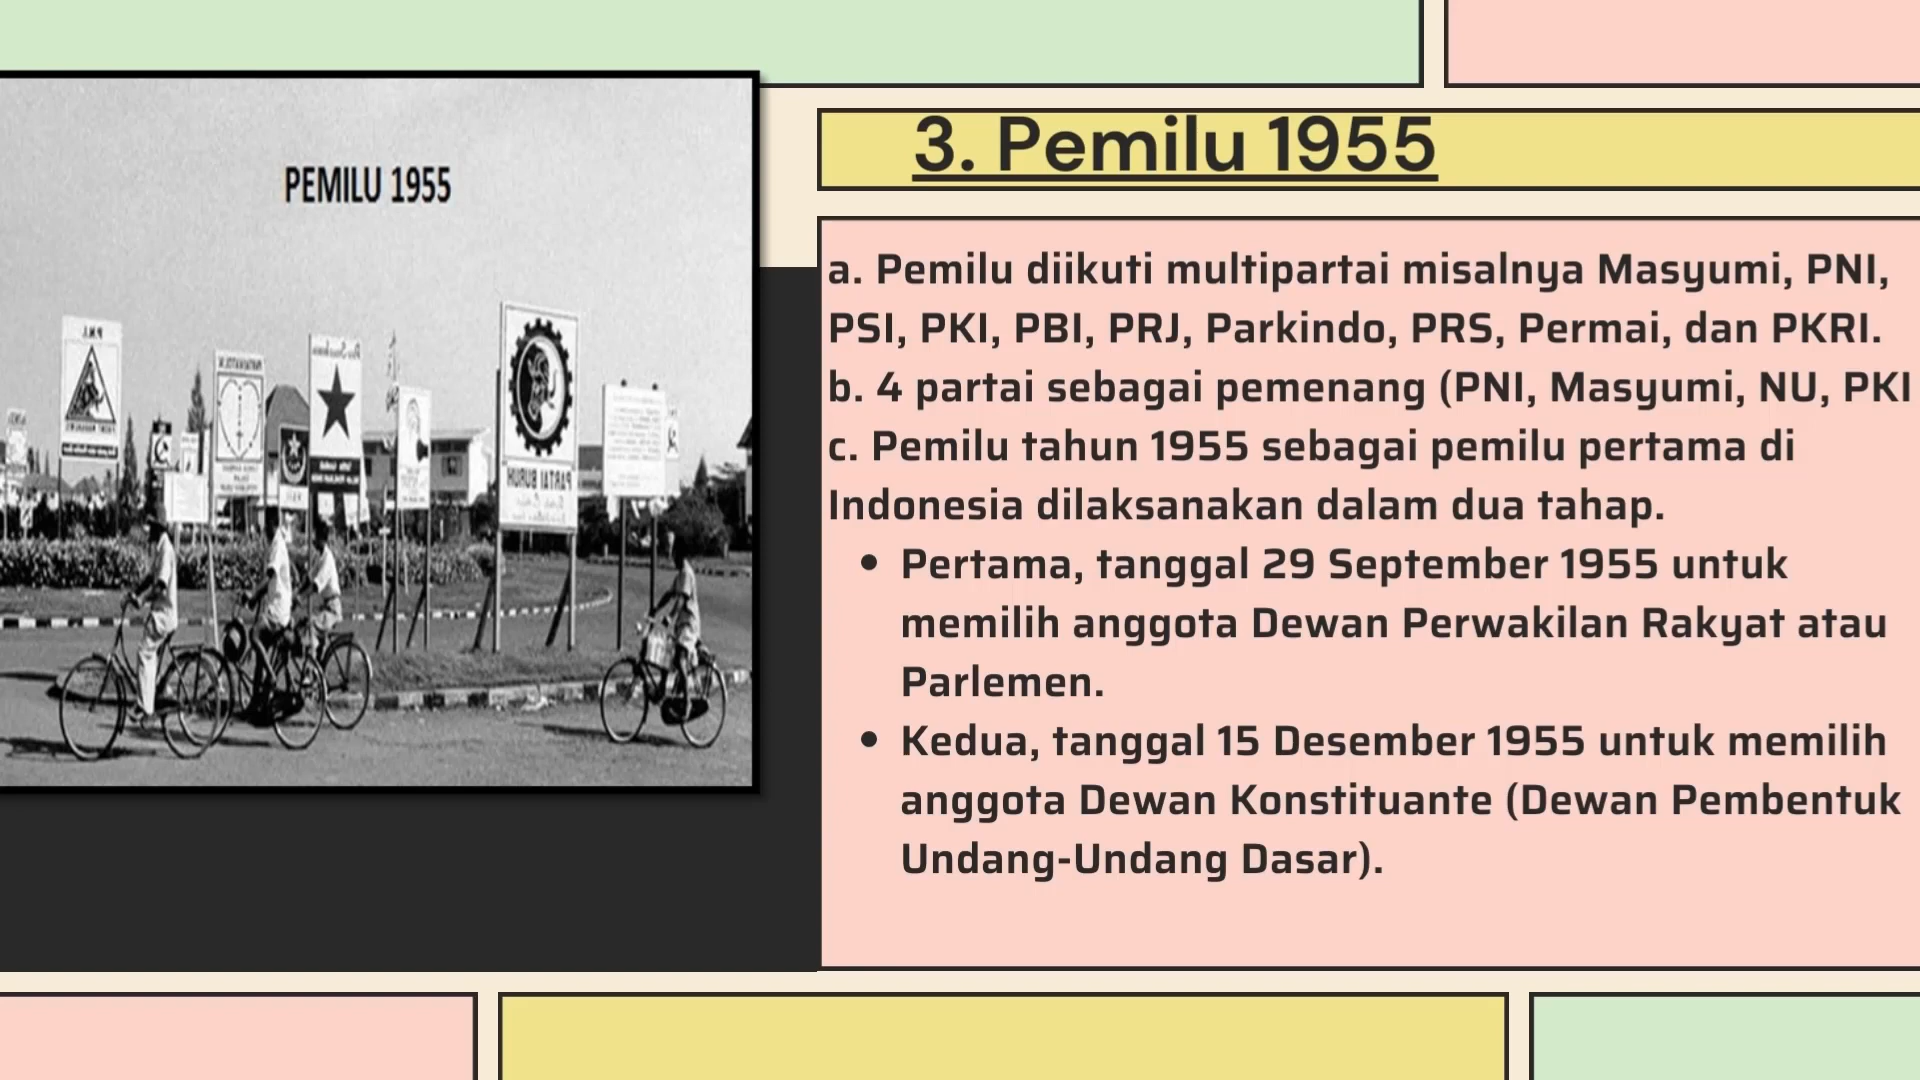 PEMILU 1955
3. Pemilu 1955
a. Pemilu diikuti multipartai misalnya Masyumi, PNI,
PSI, PKI, PBI, PRJ, Parkindo, PRS, Permai, dan PKRI.
b. 4 partai sebagai pemenang (PNI, Masyumi, NU, PKI
c. Pemilu tahun 1955 sebagai pemilu pertama di
Indonesia dilaksanakan dalam dua tahap.
• Pertama, tanggal 29 September 1955 untuk
memilih anggota Dewan Perwakilan Rakyat atau
Parlemen.
• Kedua, tanggal 15 Desember 1955 untuk memilih
anggota Dewan Konstituante (Dewan Pembentuk
Undang-Undang Dasar).
PARTAI BURUH